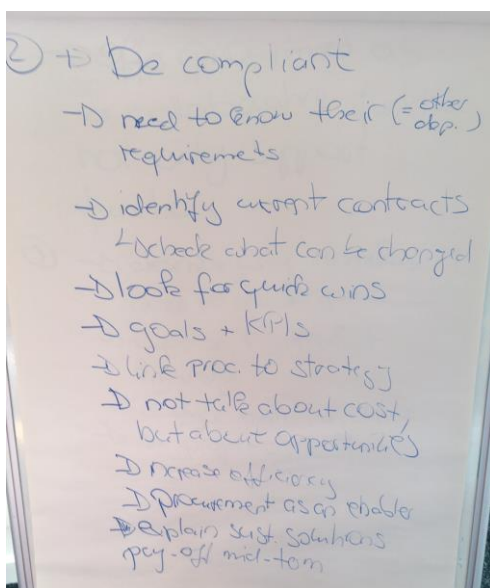 ② + Be compliant
→ need to know their (= other
dep.)
requiremets
→ identify current contracts
↳ check what can be changed
→ look for quick wins
→ goals + KPIs
→ link proc. to strategy
→ not talk about cost,
but about opportunities
→ increase efficiency
→ procurement as an enabler
→ explain sust. solutions
pay-off mid-term